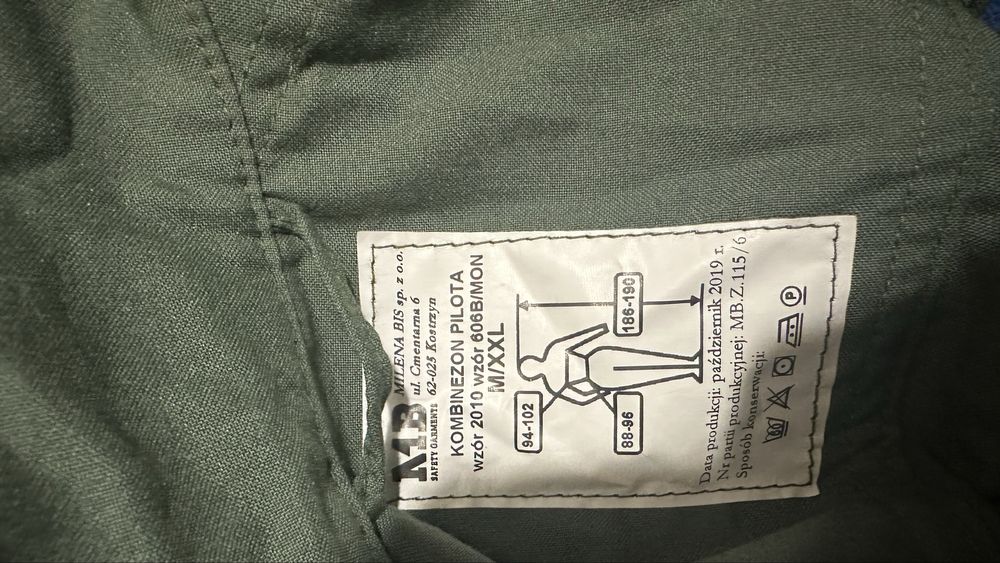 MB
SAFETY GARMENTS
MILENA BIS sp. z o.o.
ul. Cmentarna 6
62-025 Kostrzyn
KOMBINEZON PILOTA
wzór 2010 wzór 606B/MON
M/XXL
94-102
186-190
88-96
Data produkcji: październik 2019 r.
Nr partii produkcyjnej: MB.Z.115/6
Sposób konserwacji:
P